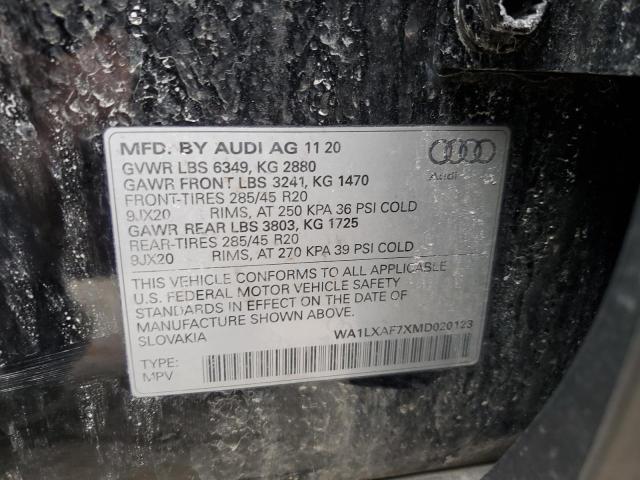 MFD. BY AUDI AG 11 20
GVWR LBS 6349, KG 2880
GAWR FRONT LBS 3241, KG 1470
FRONT-TIRES 285/45 R20
9JX20 RIMS, AT 250 KPA 36 PSI COLD
GAWR REAR LBS 3803, KG 1725
REAR-TIRES 285/45 R20
9JX20 RIMS, AT 270 KPA 39 PSI COLD
Audi
THIS VEHICLE CONFORMS TO ALL APPLICABLE
U.S. FEDERAL MOTOR VEHICLE SAFETY
STANDARDS IN EFFECT ON THE DATE OF
MANUFACTURE SHOWN ABOVE.
SLOVAKIA WA1LXAF7XMD020123
TYPE:
MPV